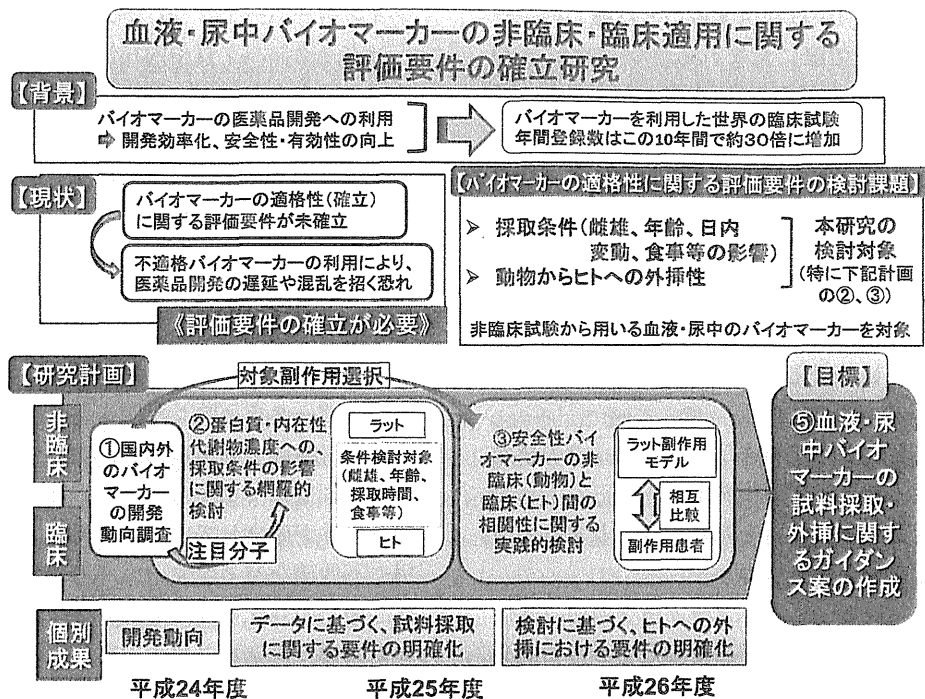 血液・尿中バイオマーカーの非臨床・臨床適用に関する
評価要件の確立研究
【背景】
バイオマーカーの医薬品開発への利用
⇒ 開発効率化、安全性・有効性の向上
バイオマーカーを利用した世界の臨床試験
年間登録数はこの10年間で約30倍に増加
【現状】
バイオマーカーの適格性(確立)
に関する評価要件が未確立
不適格バイオマーカーの利用により、
医薬品開発の遅延や混乱を招く恐れ
《評価要件の確立が必要》
【バイオマーカーの適格性に関する評価要件の検討課題】
➢ 採取条件(雌雄、年齢、日内
変動、食事等の影響)
➢ 動物からヒトへの外挿性
本研究の
検討対象
(特に下記計画
の②、③)
非臨床試験から用いる血液・尿中のバイオマーカーを対象
【研究計画】
対象副作用選択
非臨床
臨床
①国内外
のバイオ
マーカー
の開発
動向調査
②蛋白質・内在性
代謝物濃度への、
採取条件の影響
に関する網羅的
検討
注目分子
ラット
条件検討対象
(雌雄、年齢、
採取時間、
食事等)
ヒト
③安全性バイ
オマーカーの非
臨床(動物)と
臨床(ヒト)間の
相関性に関する
実践的検討
ラット副作用
モデル
相互
比較
副作用患者
【目標】
⑤血液・尿
中バイオ
マーカーの
試料採取・
外挿に関す
るガイダン
ス案の作成
個別
成果
開発動向
データに基づく、試料採取
に関する要件の明確化
検討に基づく、ヒトへの外
挿における要件の明確化
平成24年度
平成25年度
平成26年度